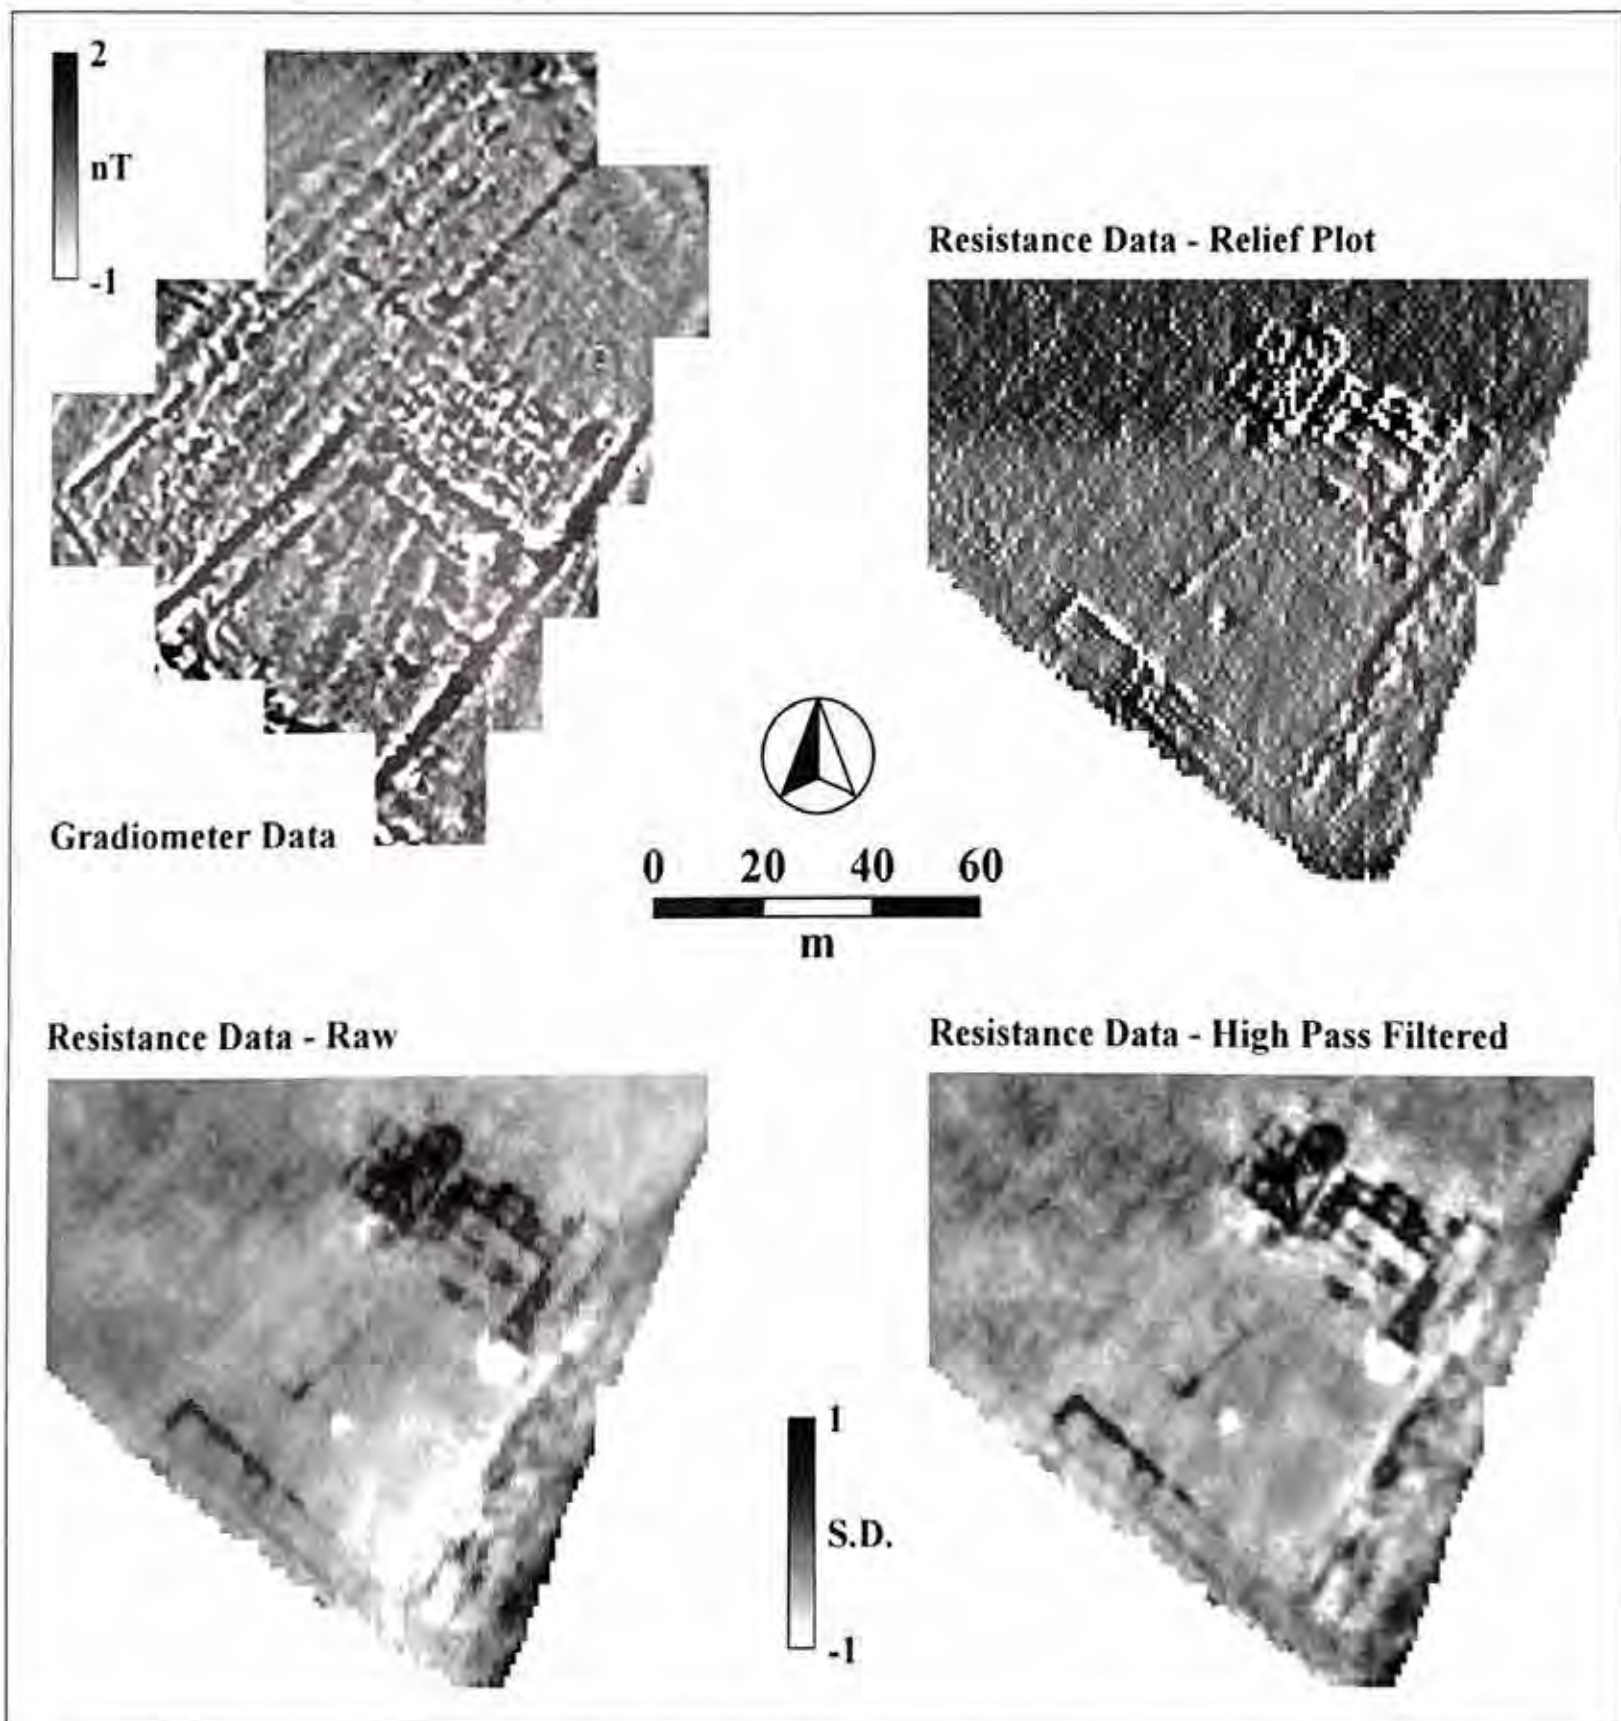 2
nT
-1
Resistance Data - Relief Plot
Gradiometer Data
0 20 40 60
m
Resistance Data - Raw
Resistance Data - High Pass Filtered
1
S.D.
-1